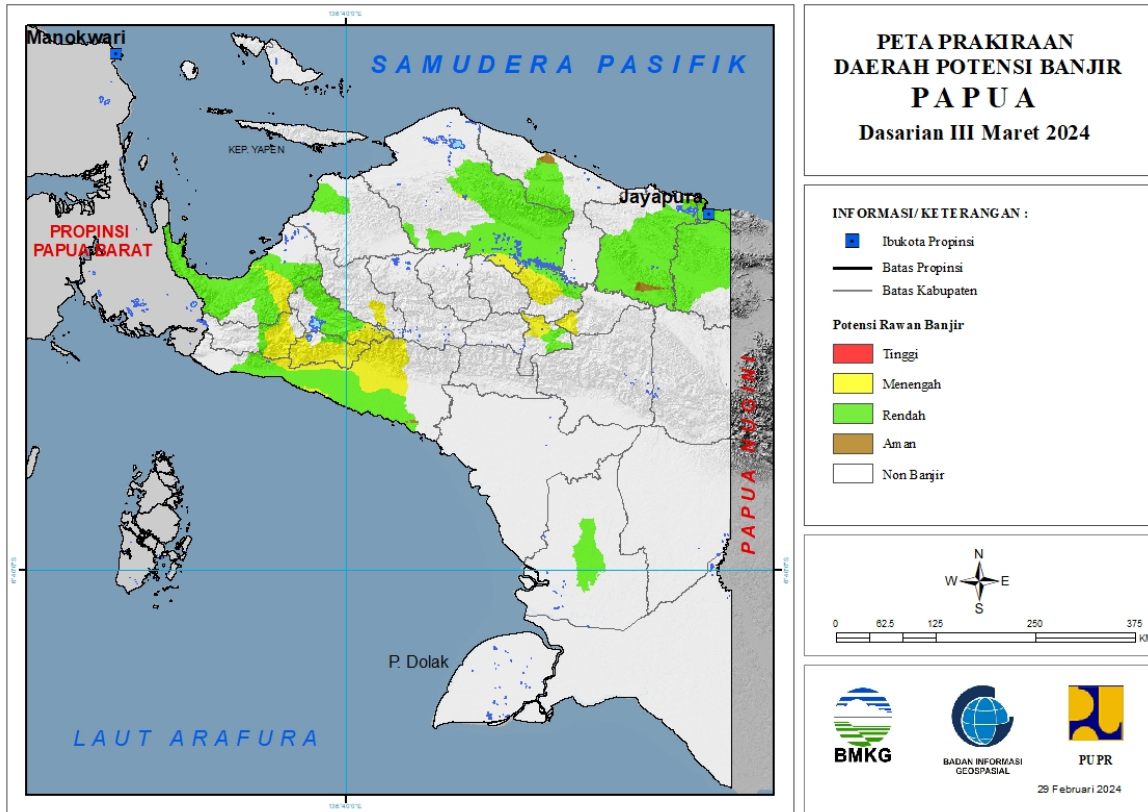 Manokwari
SAMUDERA PASIFIK
KEP. YAPEN
Jayapura
PROPINSI
PAPUA BARAT
PAPUA NUGINI
P. Dolak
LAUT ARAFURA
PETA PRAKIRAAN
DAERAH POTENSI BANJIR
PAPUA
Dasarian III Maret 2024
INFORMASI/ KETERANGAN :
Ibukota Propinsi
Batas Propinsi
Batas Kabupaten
Potensi Rawan Banjir
Tinggi
Menengah
Rendah
Aman
Non Banjir
N
W E
S
0 62.5 125 250 375
BMKG
BADAN INFORMASI
GEOSPASIAL
PUPR
29 Februari 2024